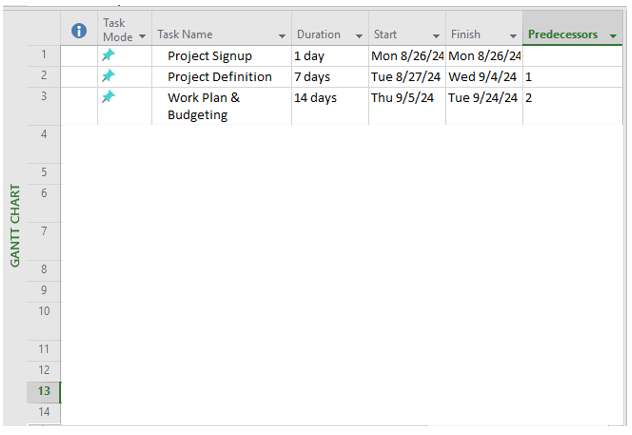 Task
Mode Task Name Duration Start Finish Predecessors
1 Project Signup 1 day Mon 8/26/24 Mon 8/26/24
2 Project Definition 7 days Tue 8/27/24 Wed 9/4/24 1
3 Work Plan & 14 days Thu 9/5/24 Tue 9/24/24 2
Budgeting
4
5
6
7
8
9
10
11
12
13
14
GANTT CHART